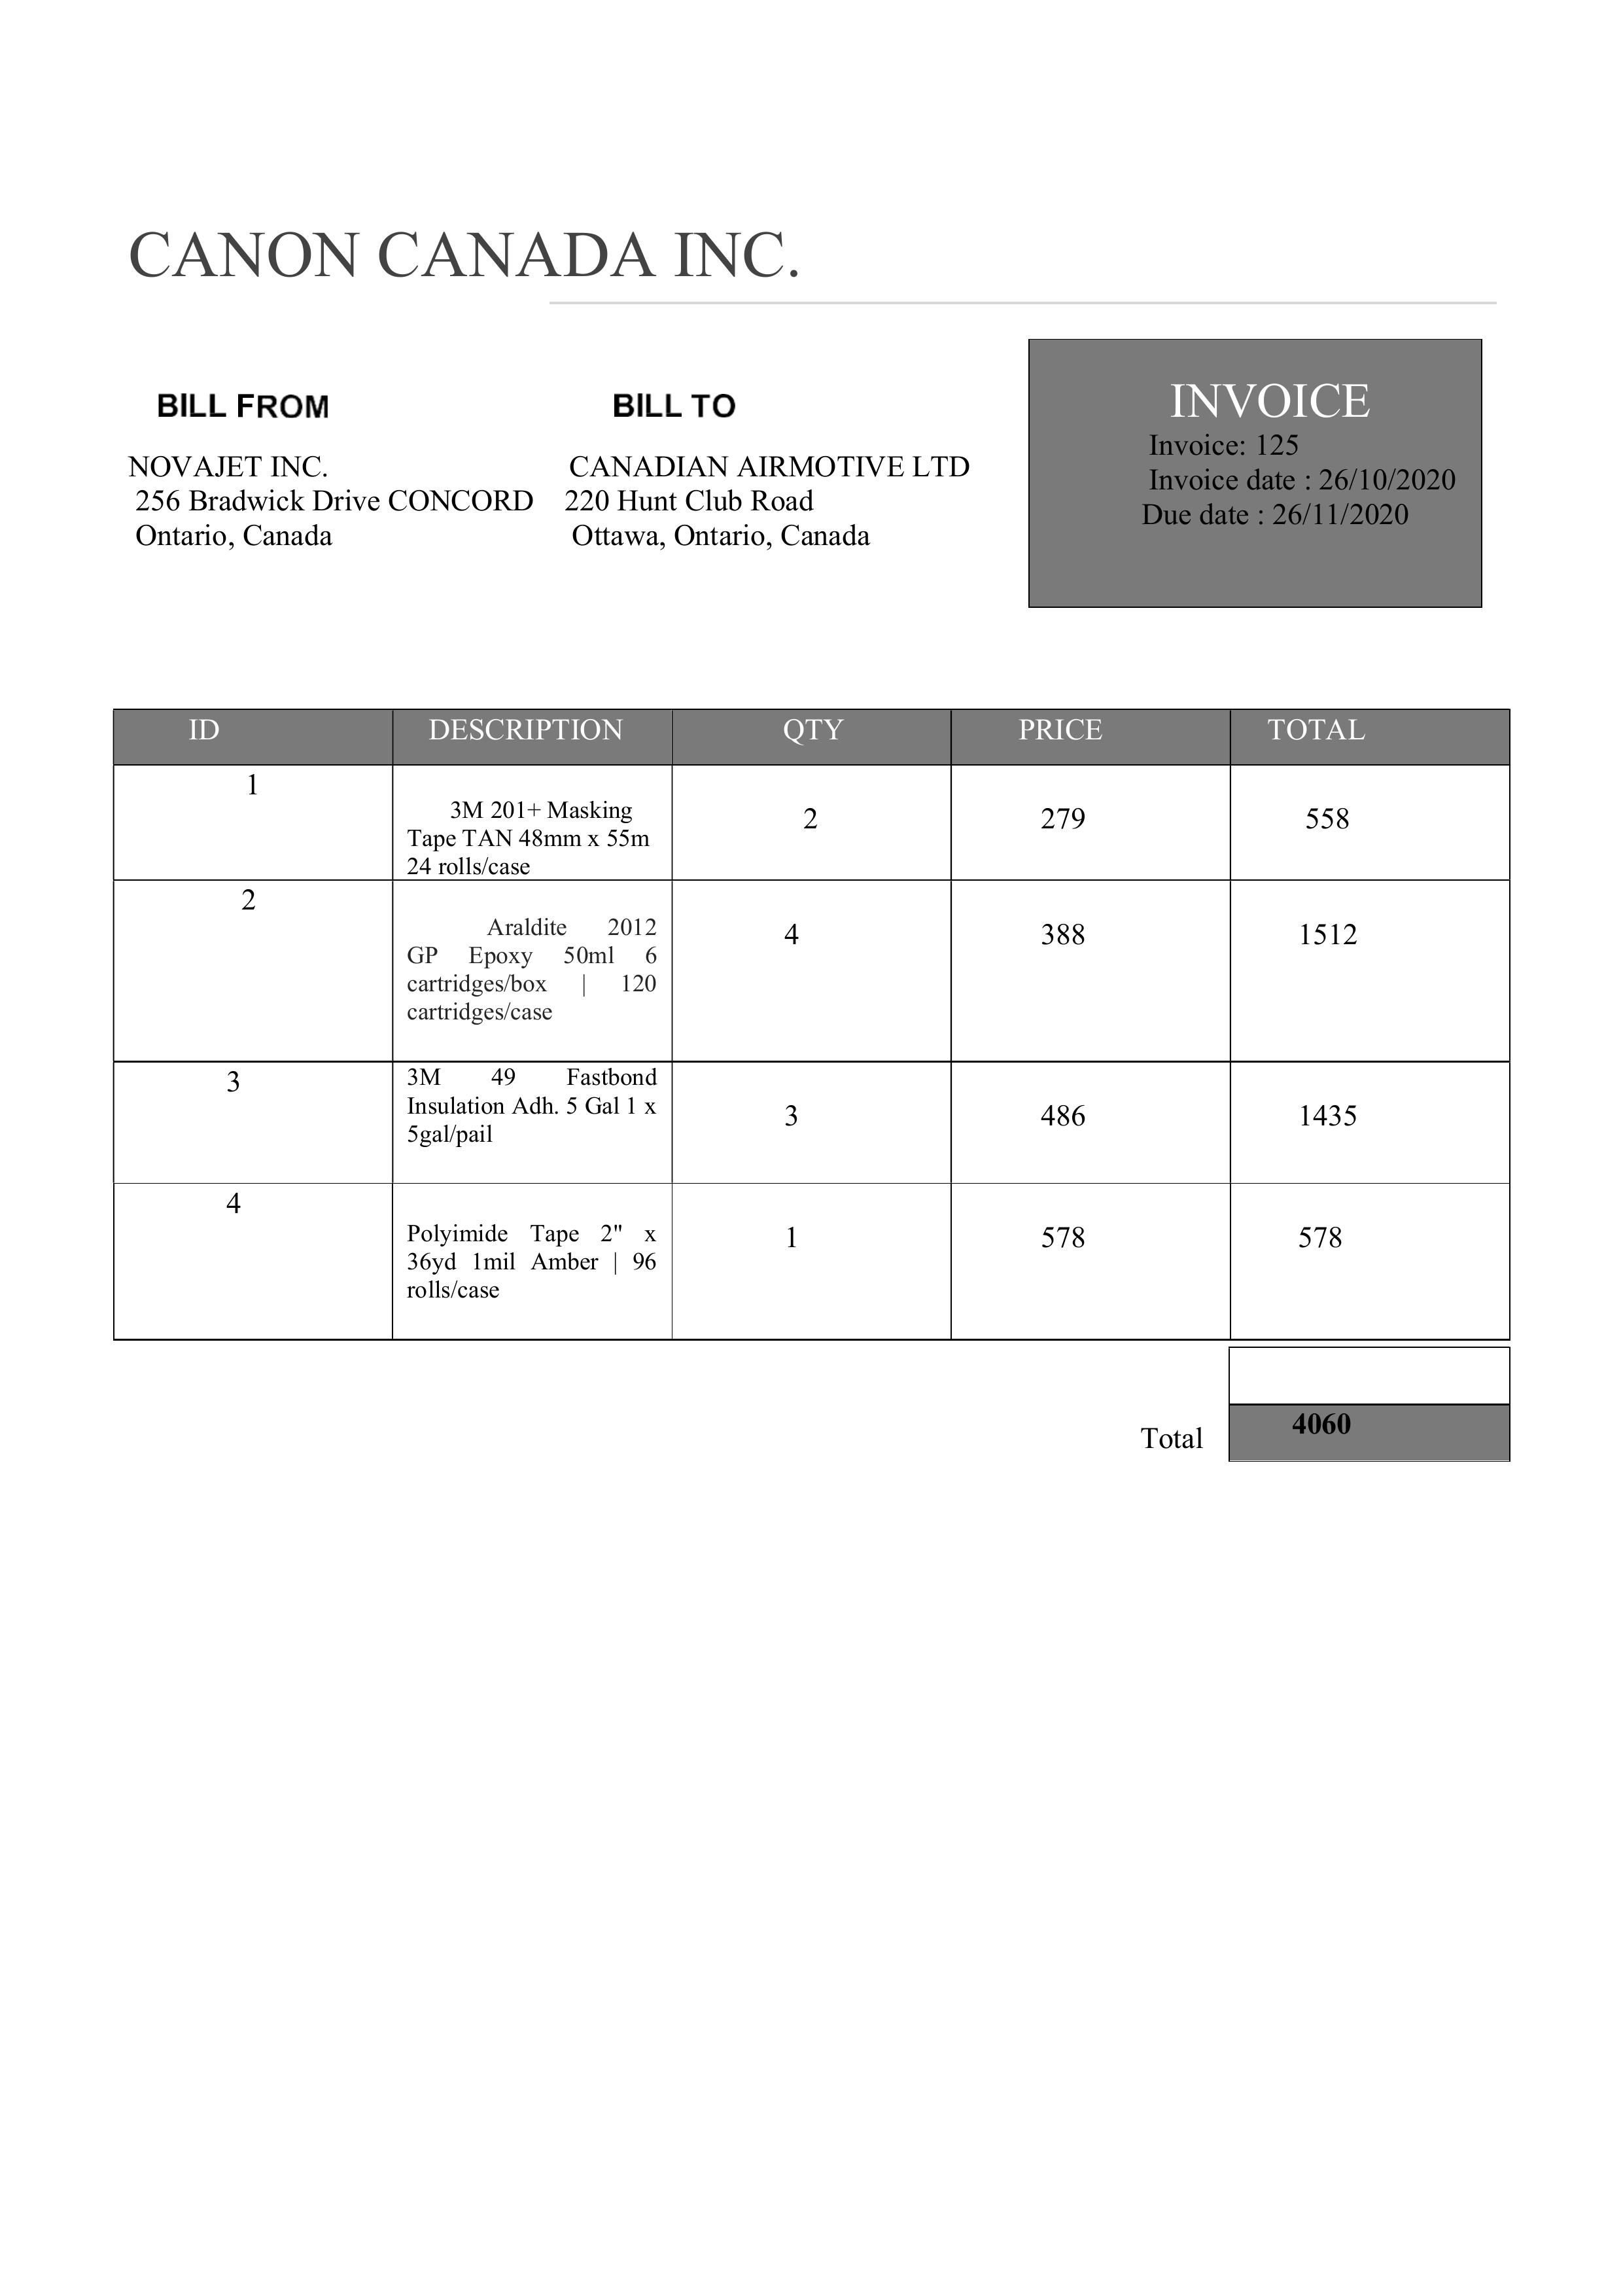 CANON CANADA INC.
BILL FROM
NOVAJET INC.
256 Bradwick Drive CONCORD
Ontario, Canada
BILL TO
CANADIAN AIRMOTIVE LTD
220 Hunt Club Road
Ottawa, Ontario, Canada
INVOICE
Invoice: 125
Invoice date : 26/10/2020
Due date : 26/11/2020
ID DESCRIPTION QTY PRICE TOTAL
1
3M 201+ Masking
Tape TAN 48mm x 55m
24 rolls/case
2 279 558
2
Araldite 2012
GP Epoxy 50ml 6
cartridges/box | 120
cartridges/case
4 388 1512
3
3M 49 Fastbond
Insulation Adh. 5 Gal 1 x
5gal/pail
3 486 1435
4
Polyimide Tape 2" x
36yd 1mil Amber | 96
rolls/case
1 578 578
Total 4060